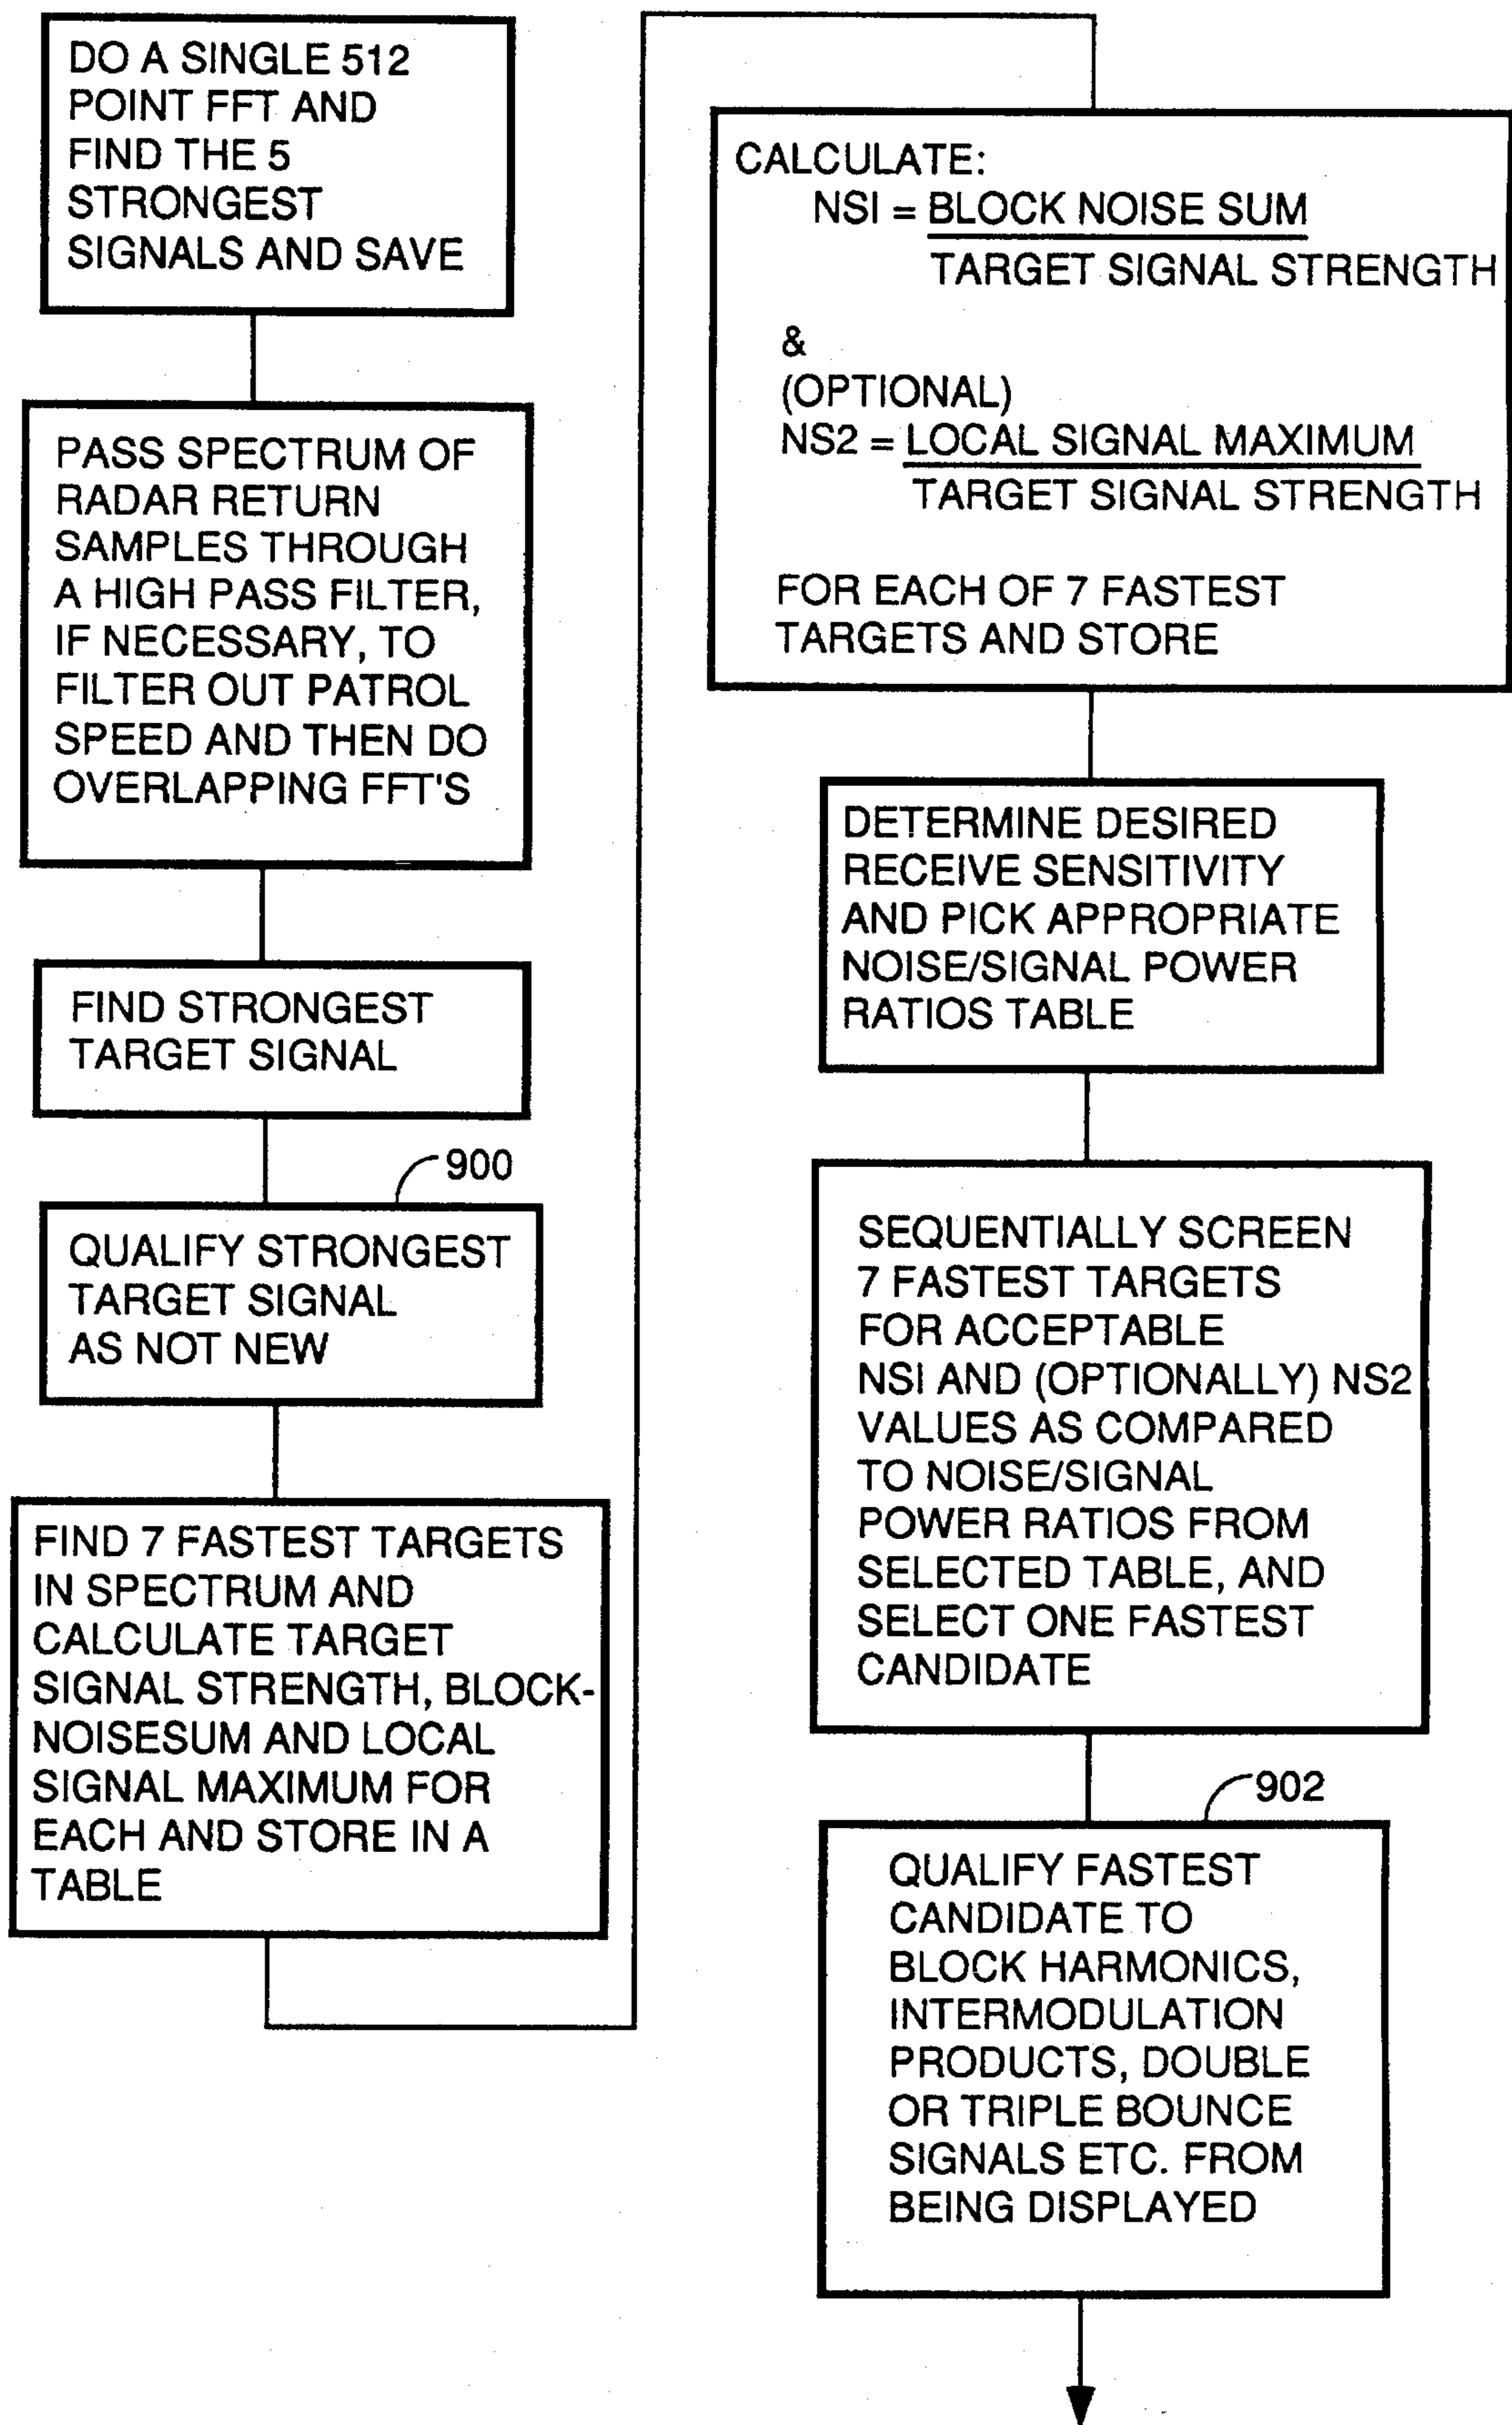 DO A SINGLE 512
POINT FFT AND
FIND THE 5
STRONGEST
SIGNALS AND SAVE
PASS SPECTRUM OF
RADAR RETURN
SAMPLES THROUGH
A HIGH PASS FILTER,
IF NECESSARY, TO
FILTER OUT PATROL
SPEED AND THEN DO
OVERLAPPING FFT'S
FIND STRONGEST
TARGET SIGNAL
900
QUALIFY STRONGEST
TARGET SIGNAL
AS NOT NEW
FIND 7 FASTEST TARGETS
IN SPECTRUM AND
CALCULATE TARGET
SIGNAL STRENGTH, BLOCK-
NOISESUM AND LOCAL
SIGNAL MAXIMUM FOR
EACH AND STORE IN A
TABLE
CALCULATE:
NSI = BLOCK NOISE SUM
TARGET SIGNAL STRENGTH
&
(OPTIONAL)
NS2 = LOCAL SIGNAL MAXIMUM
TARGET SIGNAL STRENGTH
FOR EACH OF 7 FASTEST
TARGETS AND STORE
DETERMINE DESIRED
RECEIVE SENSITIVITY
AND PICK APPROPRIATE
NOISE/SIGNAL POWER
RATIOS TABLE
SEQUENTIALLY SCREEN
7 FASTEST TARGETS
FOR ACCEPTABLE
NSI AND (OPTIONALLY) NS2
VALUES AS COMPARED
TO NOISE/SIGNAL
POWER RATIOS FROM
SELECTED TABLE, AND
SELECT ONE FASTEST
CANDIDATE
902
QUALIFY FASTEST
CANDIDATE TO
BLOCK HARMONICS,
INTERMODULATION
PRODUCTS, DOUBLE
OR TRIPLE BOUNCE
SIGNALS ETC. FROM
BEING DISPLAYED